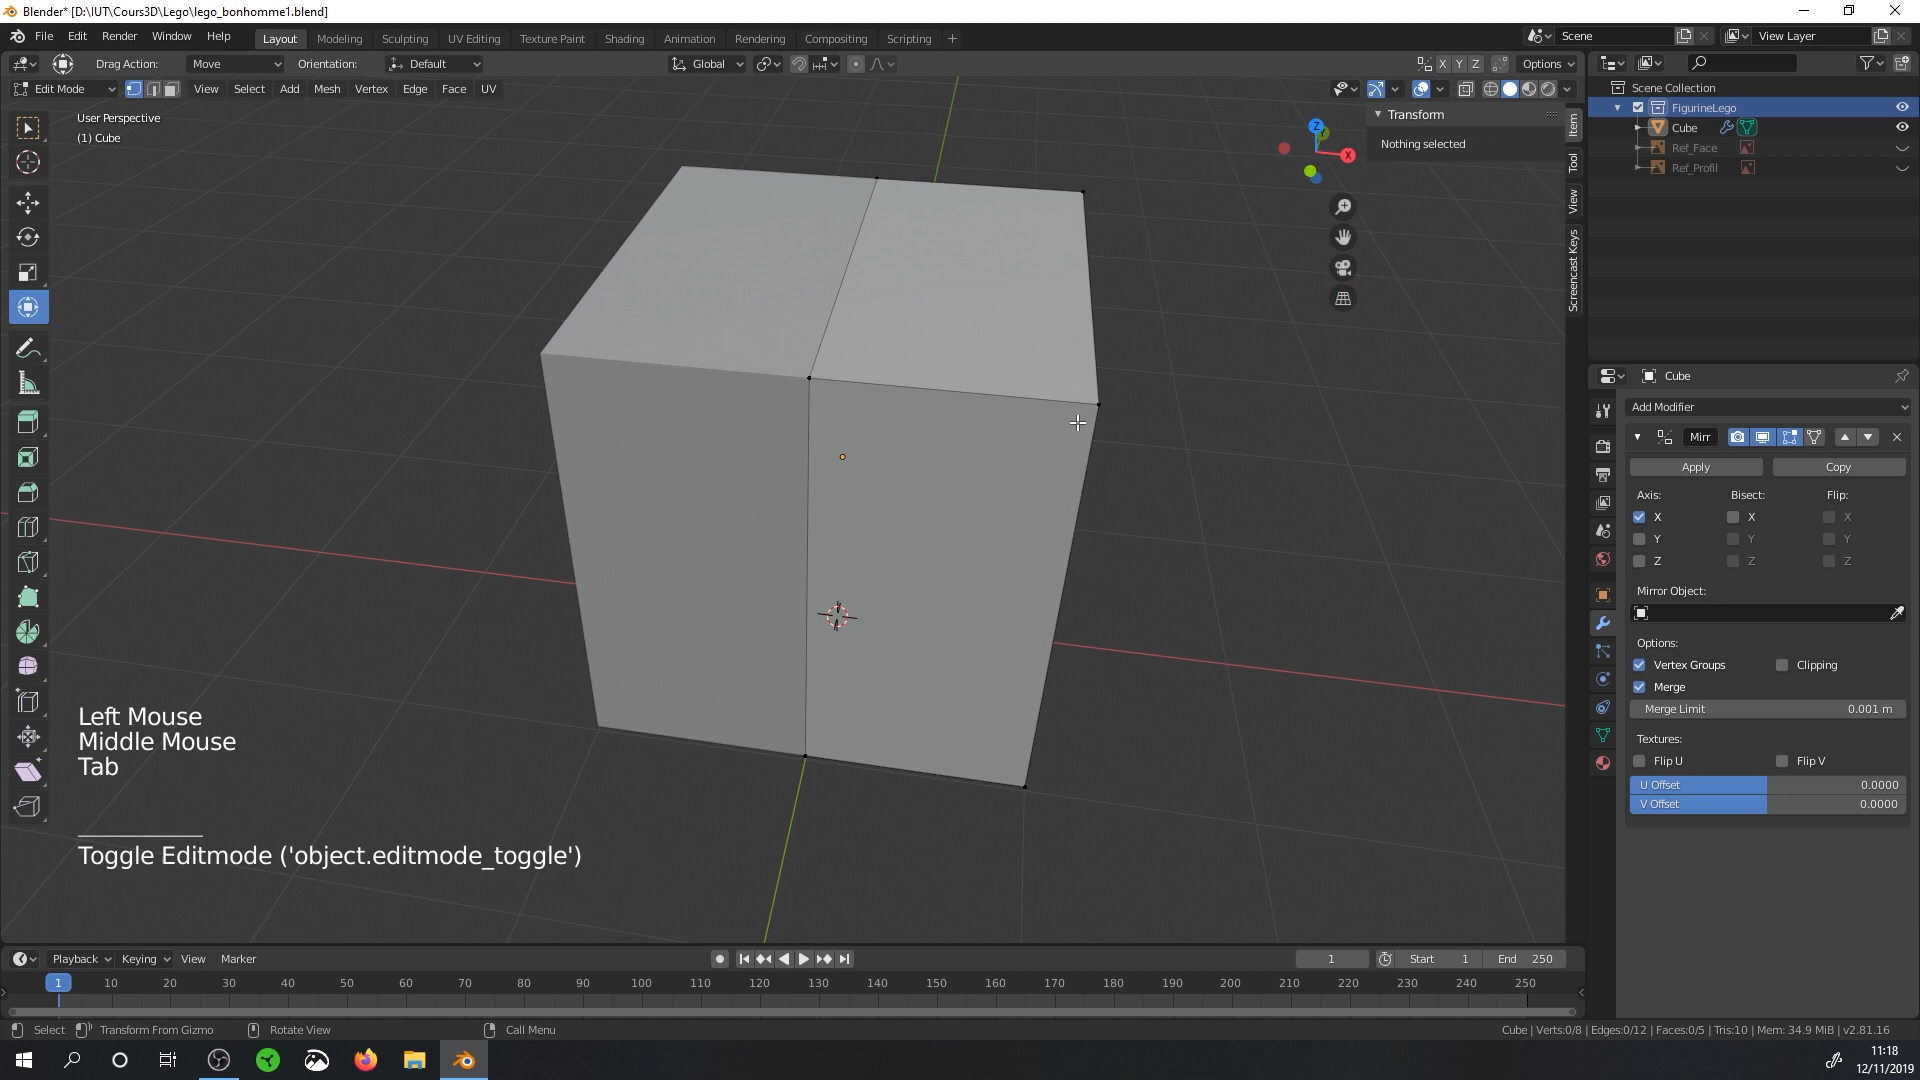 Blender* [D:\IUT\Cours3D\Lego\lego_bonhomme1.blend]
File Edit Render Window Help Layout Modeling Sculpting UV Editing Texture Paint Shading Animation Rendering Compositing Scripting + Scene View Layer
Drag Action: Move Orientation: Default Global X Y Z Options
Edit Mode View Select Add Mesh Vertex Edge Face UV
User Perspective
(1) Cube
Z
X
Transform
Nothing selected
Item
Tool
View
Screencast Keys
Scene Collection
FigurineLego
Cube
Ref_Face
Ref_Profil
Cube
Add Modifier
Mirr
Apply Copy
Axis: Bisect: Flip:
X X X
Y Y Y
Z Z Z
Mirror Object:
Options:
Vertex Groups Clipping
Merge
Merge Limit 0.001 m
Textures:
Flip U Flip V
U Offset 0.0000
V Offset 0.0000
Left Mouse
Middle Mouse
Tab
Toggle Editmode ('object.editmode_toggle')
Playback Keying View Marker 1 Start 1 End 250
1 10 20 30 40 50 60 70 80 90 100 110 120 130 140 150 160 170 180 190 200 210 220 230 240 250
Select Transform From Gizmo Rotate View Call Menu Cube | Verts:0/8 | Edges:0/12 | Faces:0/5 | Tris:10 | Mem: 34.9 MiB | v2.81.16
11:18
12/11/2019